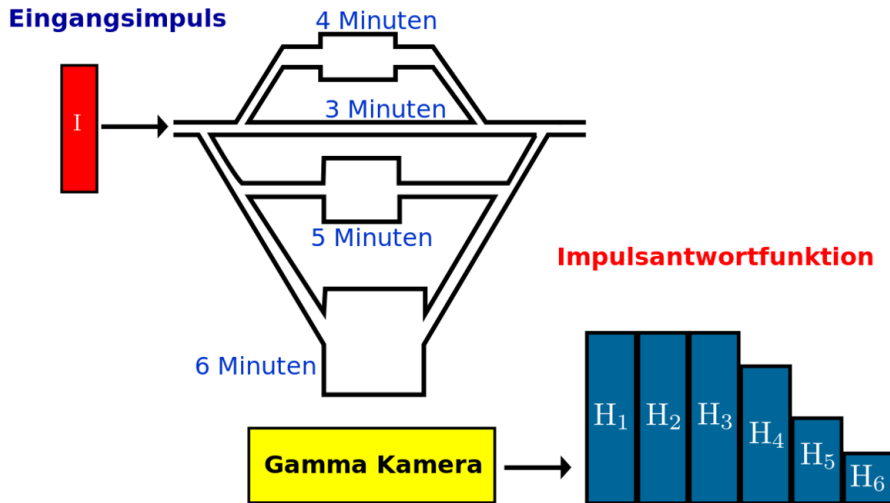 Eingangsimpuls
4 Minuten
I
3 Minuten
5 Minuten
Impulsantwortfunktion
6 Minuten
H1 H2 H3 H4 H5 H6
Gamma Kamera